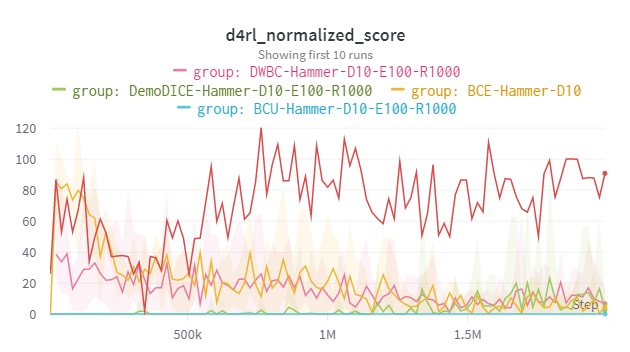 d4rl_normalized_score
Showing first 10 runs
group: DWBC-Hammer-D10-E100-R1000
group: DemoDICE-Hammer-D10-E100-R1000 group: BCE-Hammer-D10
group: BCU-Hammer-D10-E100-R1000
120
100
80
60
40
20
0
Step
500k 1M 1.5M